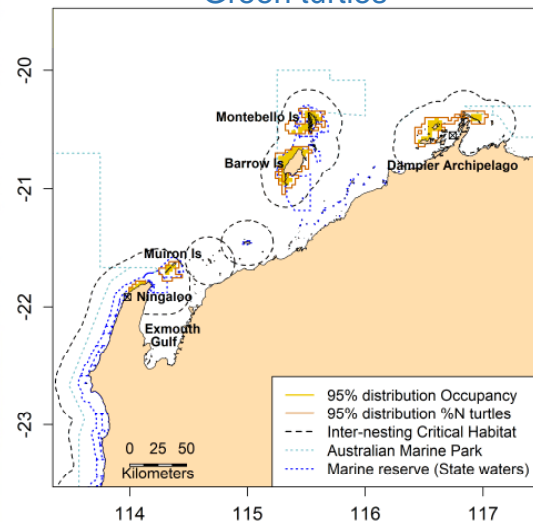 Green turtles
-20
Montebello Is
Barrow Is
Dampier Archipelago
-21
Muiron Is
-22
Ningaloo
Exmouth
Gulf
-23
0 25 50
Kilometers
95% distribution Occupancy
95% distribution %N turtles
Inter-nesting Critical Habitat
Australian Marine Park
Marine reserve (State waters)
114 115 116 117